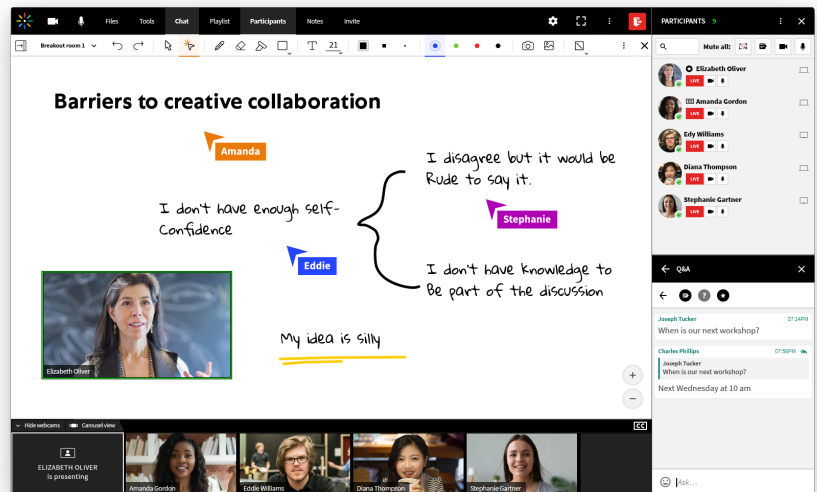 Files Tools Chat Playlist Participants Notes Invite
PARTICIPANTS 9
Breakout room 1
T 21
Mute all:
Barriers to creative collaboration
Amanda
I disagree but it would be
Rude to say it.
I don't have enough self-
Confidence
Stephanie
Eddie
I don't have knowledge to
Be part of the discussion
My idea is silly
Elizabeth Oliver
Elizabeth Oliver
LIVE
Amanda Gordon
LIVE
Edy Williams
LIVE
Diana Thompson
LIVE
Stephanie Gartner
LIVE
Q&A
?
Joseph Tucker 07:14PM
When is our next workshop?
Charles Phillips 07:56PM
Joseph Tucker
When is our next workshop?
Next Wednesday at 10 am
Ask...
+
−
Hide webcams Carousel view CC
ELIZABETH OLIVER
is presenting
Amanda Gordon
Eddie Williams
Diana Thompson
Stephanie Gartner